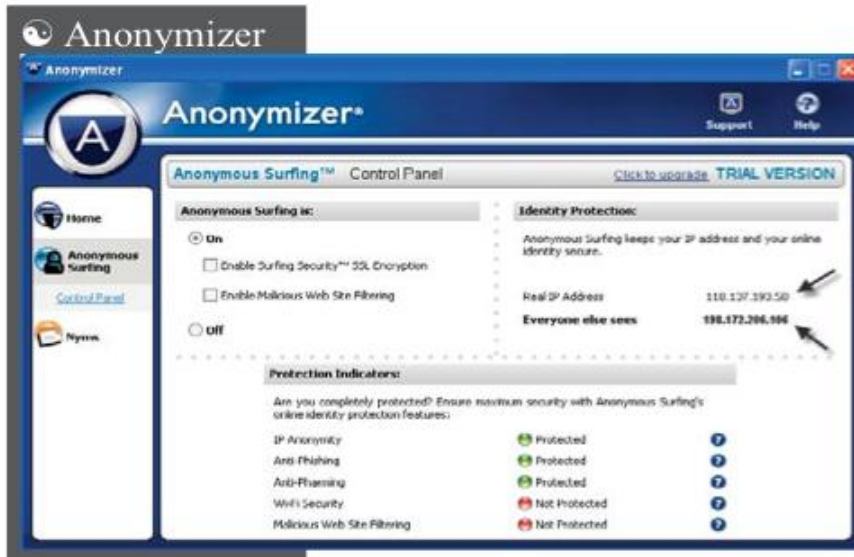 Anonymizer
Anonymizer
Anonymizer®
Support
Help
Anonymous Surfing™ Control Panel
Click to upgrade TRIAL VERSION
Home
Anonymous
Surfing
Control Panel
Nyms
Anonymous Surfing is:
On
Enable Surfing Security™ SSL Encryption
Enable Malicious Web Site Filtering
Off
Identity Protection:
Anonymous Surfing keeps your IP address and your online
identity secure.
Real IP Address
Everyone else sees
Protection Indicators:
Are you completely protected? Ensure maximum security with Anonymous Surfing's
online identity protection features:
IP Anonymity Protected
Anti-Phishing Protected
Anti-Pharming Protected
Wi-Fi Security Not Protected
Malicious Web Site Filtering Not Protected